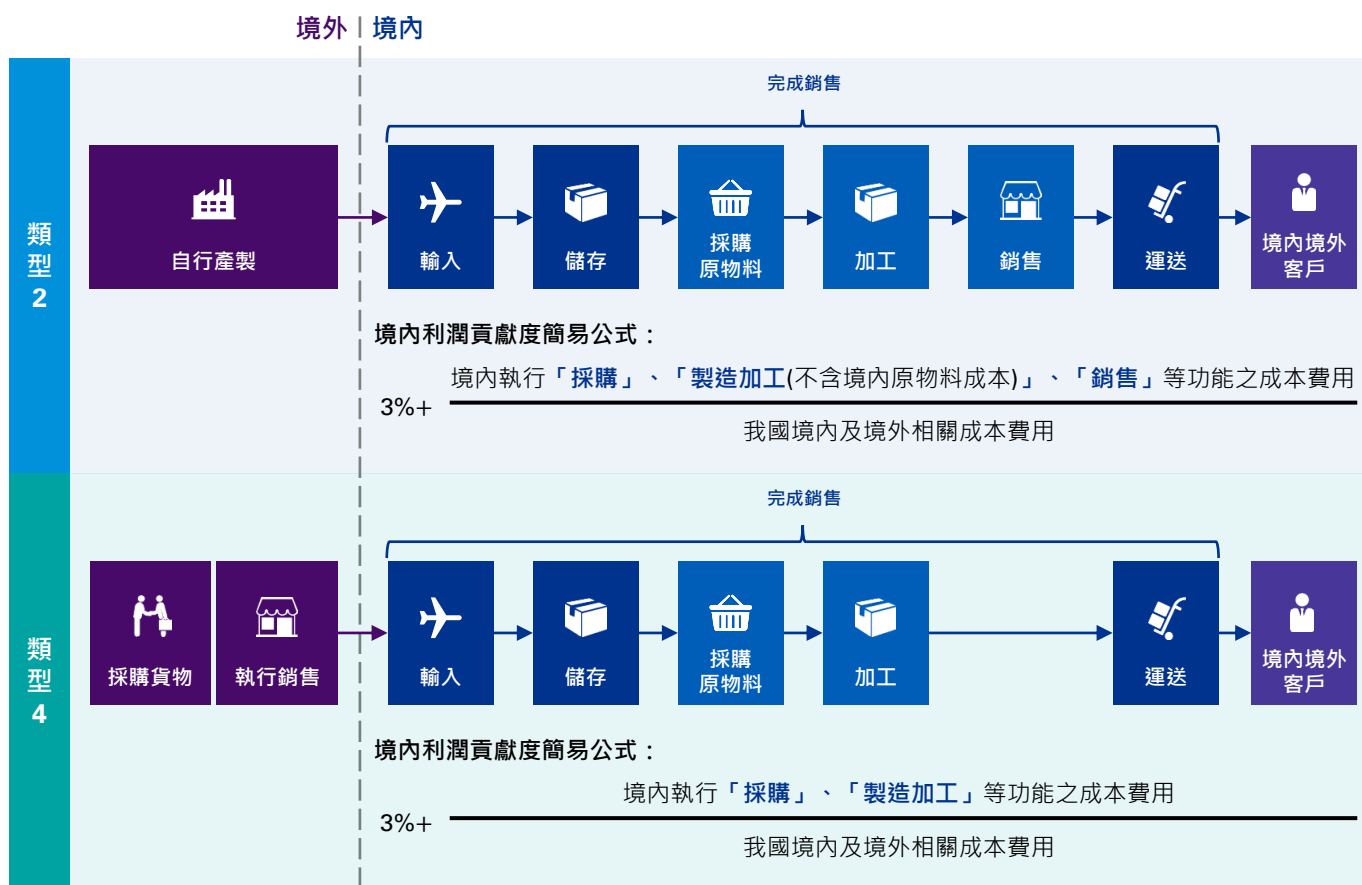 境外 境內
類
型
2
完成銷售
自行產製
輸入
儲存
採購
原物料
加工
銷售
運送
境內境外
客戶
境內利潤貢獻度簡易公式：
3%+
境內執行「採購」、「製造加工(不含境內原物料成本)」、「銷售」等功能之成本費用
我國境內及境外相關成本費用
類
型
4
完成銷售
採購貨物
執行銷售
輸入
儲存
採購
原物料
加工
運送
境內境外
客戶
境內利潤貢獻度簡易公式：
3%+
境內執行「採購」、「製造加工」等功能之成本費用
我國境內及境外相關成本費用